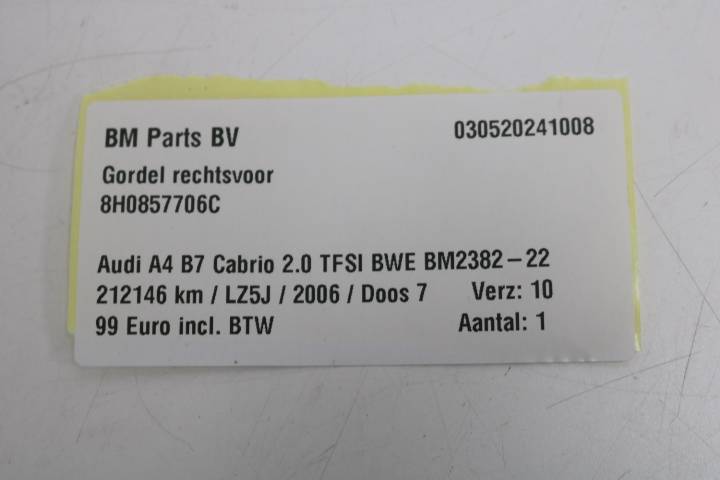 BM Parts BV 030520241008
Gordel rechtsvoor
8H0857706C
Audi A4 B7 Cabrio 2.0 TFSI BWE BM2382-22
212146 km / LZ5J / 2006 / Doos 7 Verz: 10
99 Euro incl. BTW Aantal: 1